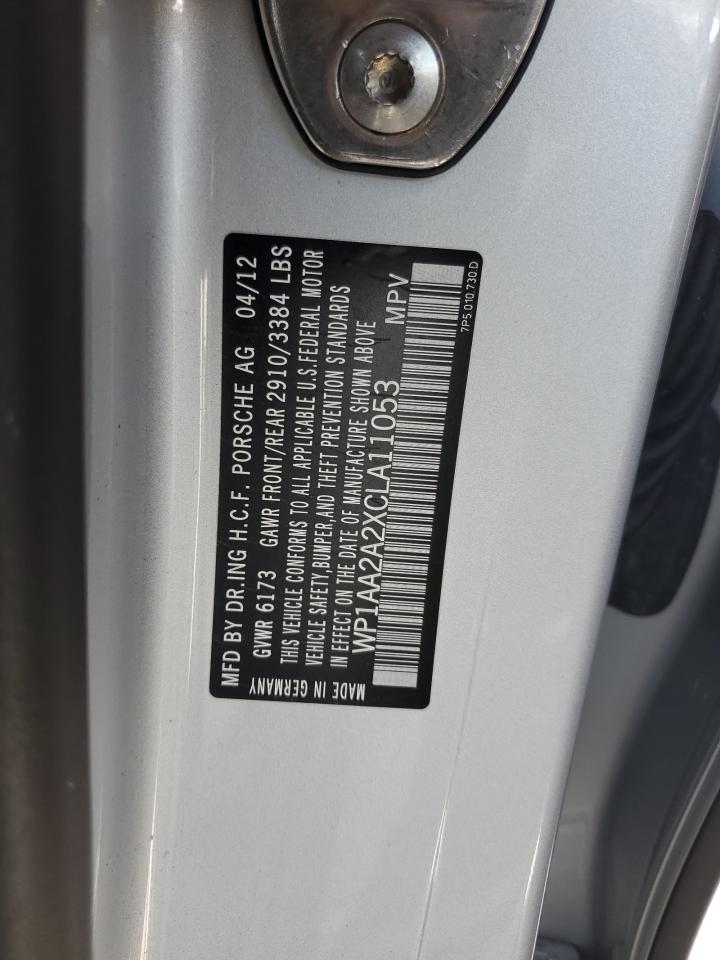 MFD BY DR.ING H.C.F. PORSCHE AG 04/12
GVWR 6173 GAWR FRONT/REAR 2910/3384 LBS
THIS VEHICLE CONFORMS TO ALL APPLICABLE U.S.FEDERAL MOTOR
VEHICLE SAFETY,BUMPER,AND THEFT PREVENTION STANDARDS
IN EFFECT ON THE DATE OF MANUFACTURE SHOWN ABOVE
WP1AA2A2XCLA11053 MPV
MADE IN GERMANY
7P5.010.730.D